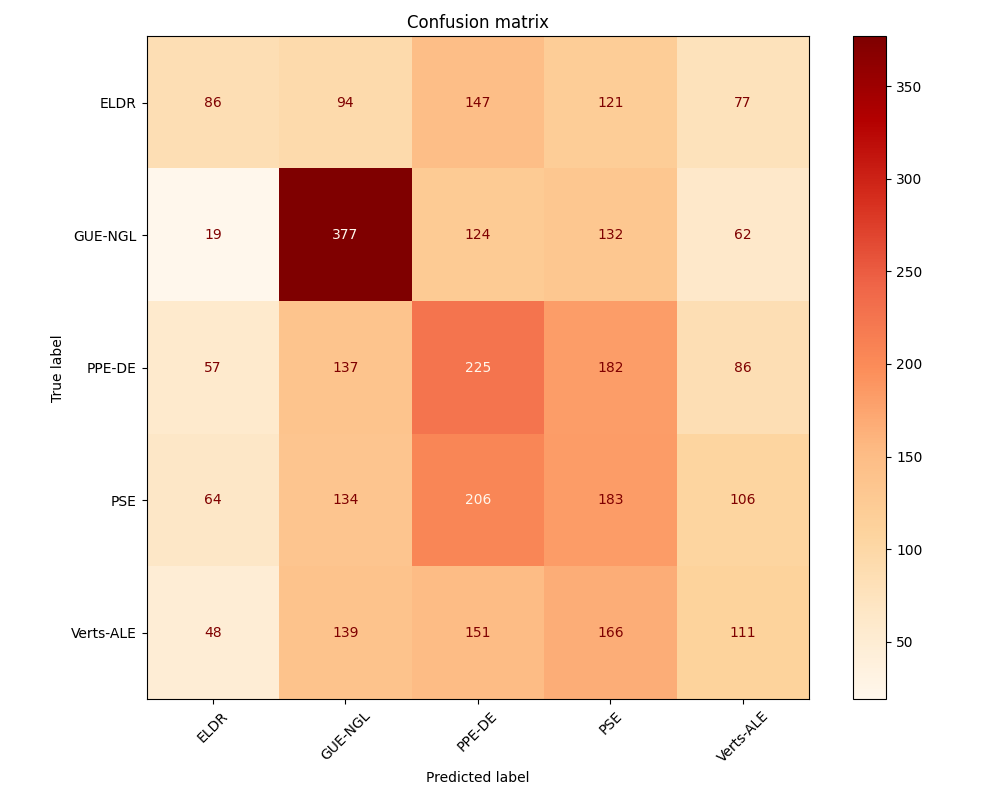 Confusion matrix
ELDR 86 94 147 121 77
GUE-NGL 19 377 124 132 62
PPE-DE 57 137 225 182 86
PSE 64 134 206 183 106
Verts-ALE 48 139 151 166 111
True label
ELDR GUE-NGL PPE-DE PSE Verts-ALE
Predicted label
350
300
250
200
150
100
50